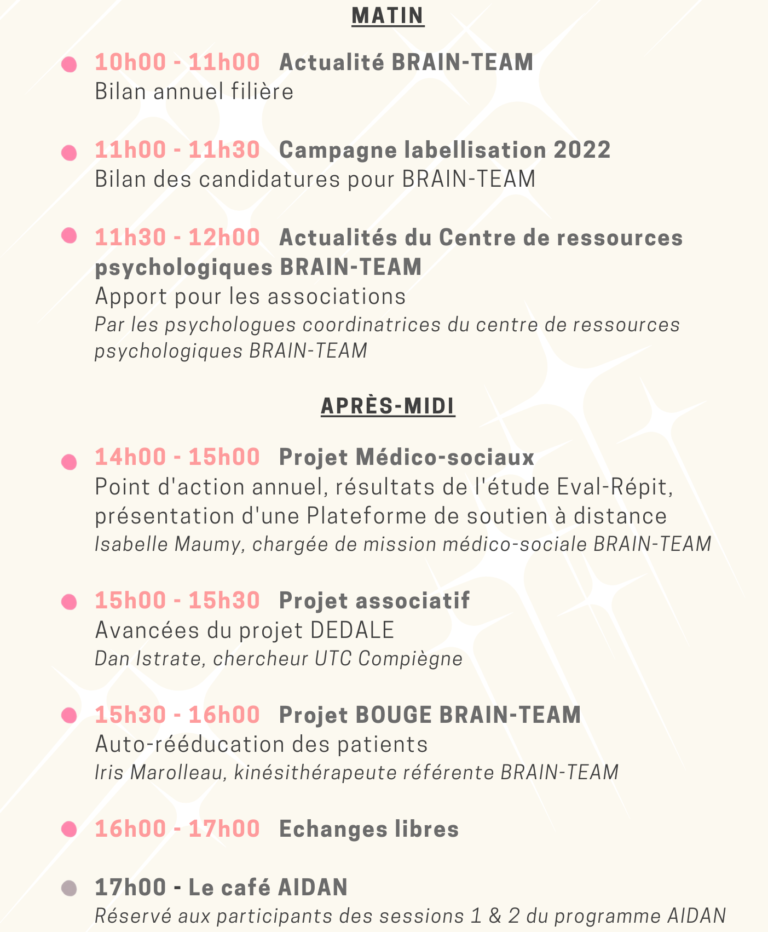 MATIN
10h00 - 11h00 Actualité BRAIN-TEAM
Bilan annuel filière
11h00 - 11h30 Campagne labellisation 2022
Bilan des candidatures pour BRAIN-TEAM
11h30 - 12h00 Actualités du Centre de ressources
psychologiques BRAIN-TEAM
Apport pour les associations
Par les psychologues coordinatrices du centre de ressources
psychologiques BRAIN-TEAM
APRÈS-MIDI
14h00 - 15h00 Projet Médico-sociaux
Point d'action annuel, résultats de l'étude Eval-Répit,
présentation d'une Plateforme de soutien à distance
Isabelle Maumy, chargée de mission médico-sociale BRAIN-TEAM
15h00 - 15h30 Projet associatif
Avancées du projet DEDALE
Dan Istrate, chercheur UTC Compiègne
15h30 - 16h00 Projet BOUGE BRAIN-TEAM
Auto-rééducation des patients
Iris Marolleau, kinésithérapeute référente BRAIN-TEAM
16h00 - 17h00 Echanges libres
17h00 - Le café AIDAN
Réservé aux participants des sessions 1 & 2 du programme AIDAN